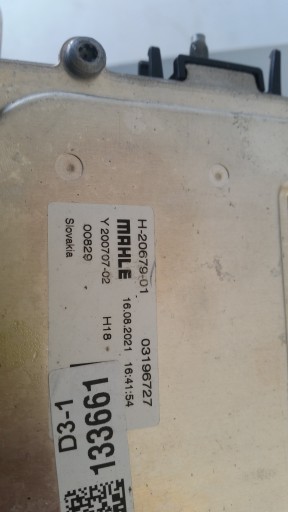 H-20679-01 03196727
MAHLE 16.08.2021 16:41:54
Y 200707-02 H18
00829
Slovakia
D3-1
133661